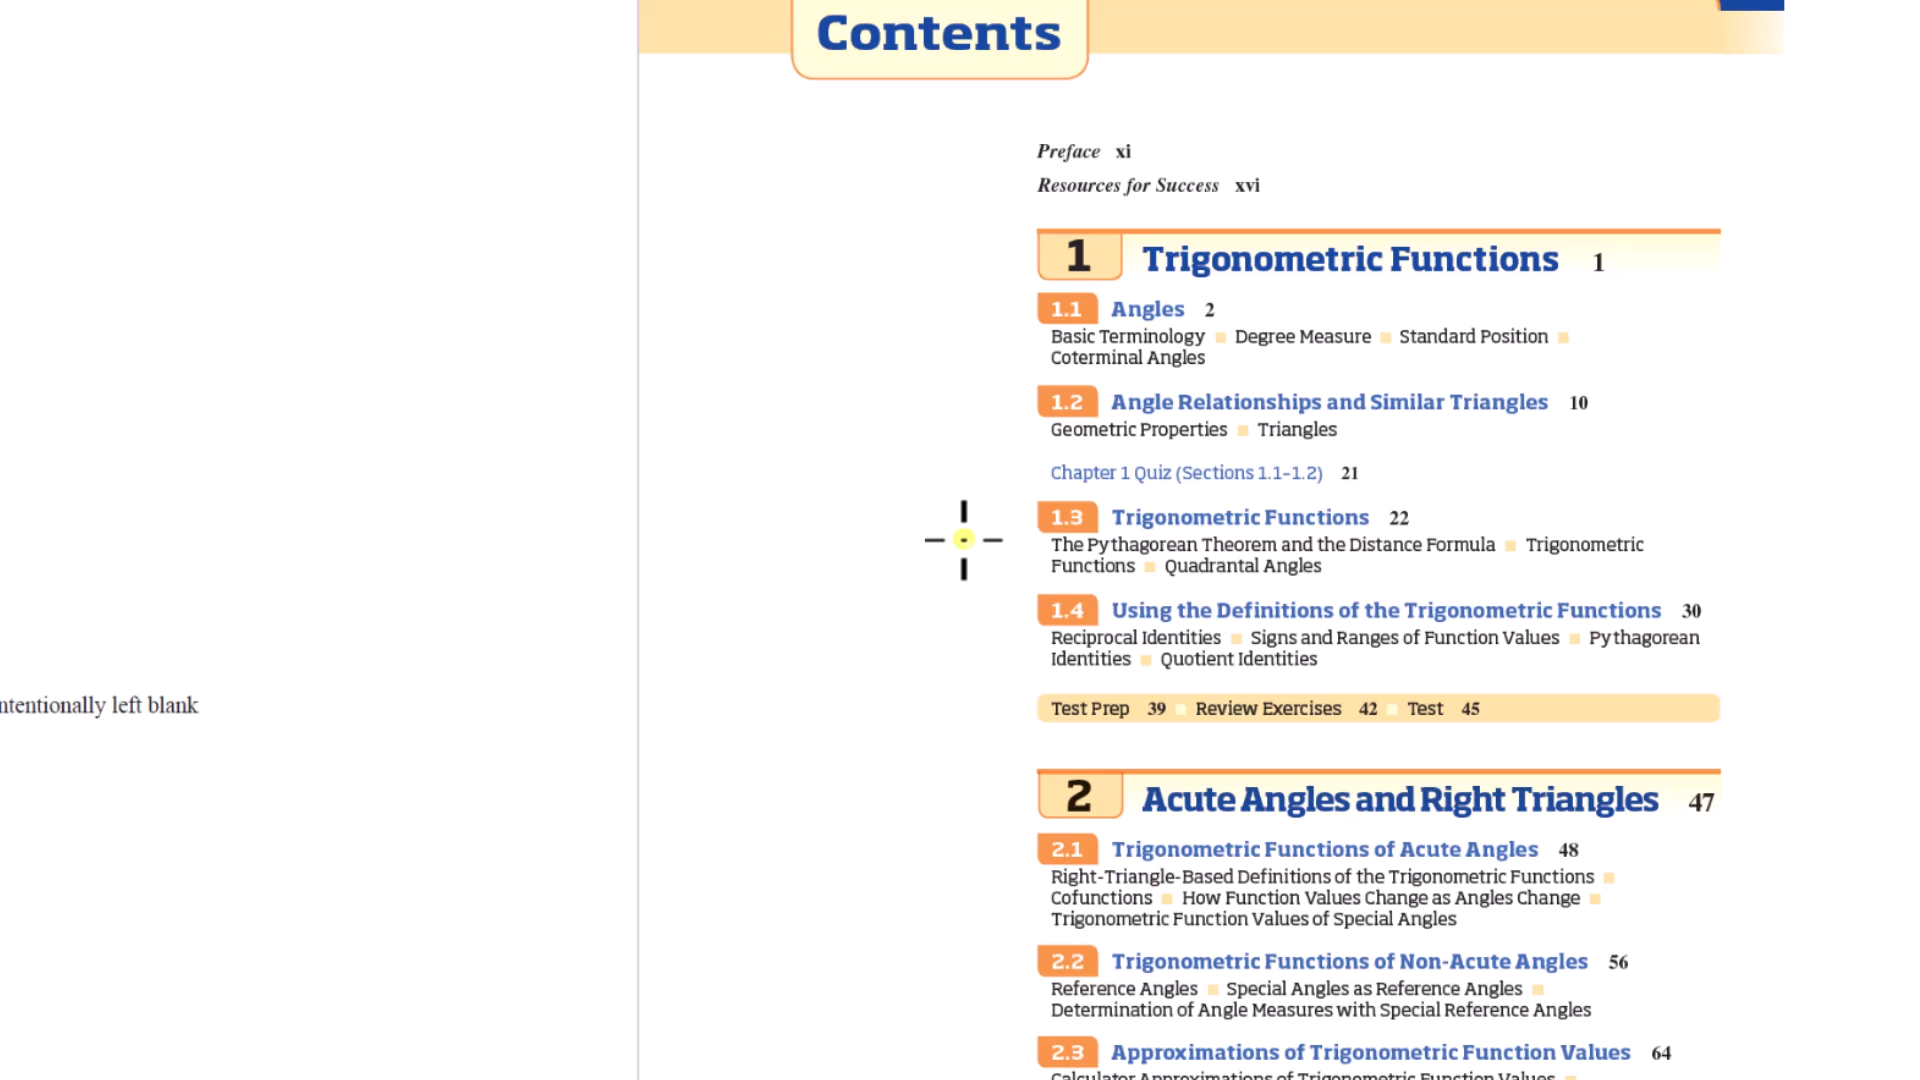 Contents
Preface xi
Resources for Success xvi
1 Trigonometric Functions 1
1.1 Angles 2
Basic Terminology ■ Degree Measure ■ Standard Position ■
Coterminal Angles
1.2 Angle Relationships and Similar Triangles 10
Geometric Properties ■ Triangles
Chapter 1 Quiz (Sections 1.1–1.2) 21
1.3 Trigonometric Functions 22
The Pythagorean Theorem and the Distance Formula ■ Trigonometric
Functions ■ Quadrantal Angles
1.4 Using the Definitions of the Trigonometric Functions 30
Reciprocal Identities ■ Signs and Ranges of Function Values ■ Pythagorean
Identities ■ Quotient Identities
ntentionally left blank
Test Prep 39 ■ Review Exercises 42 ■ Test 45
2 Acute Angles and Right Triangles 47
2.1 Trigonometric Functions of Acute Angles 48
Right-Triangle-Based Definitions of the Trigonometric Functions ■
Cofunctions ■ How Function Values Change as Angles Change ■
Trigonometric Function Values of Special Angles
2.2 Trigonometric Functions of Non-Acute Angles 56
Reference Angles ■ Special Angles as Reference Angles ■
Determination of Angle Measures with Special Reference Angles
2.3 Approximations of Trigonometric Function Values 64
Calculator Approximations of Trigonometric Function Values ■